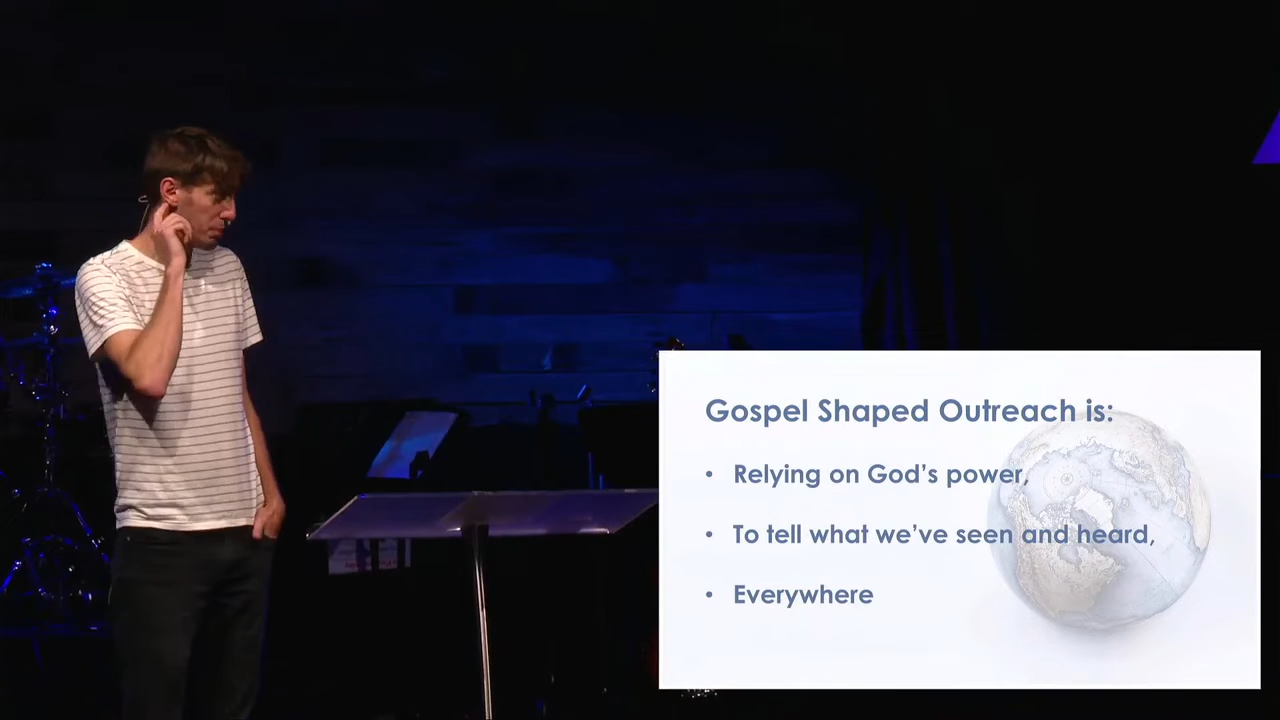 Gospel Shaped Outreach is:
• Relying on God's power,
• To tell what we've seen and heard,
• Everywhere